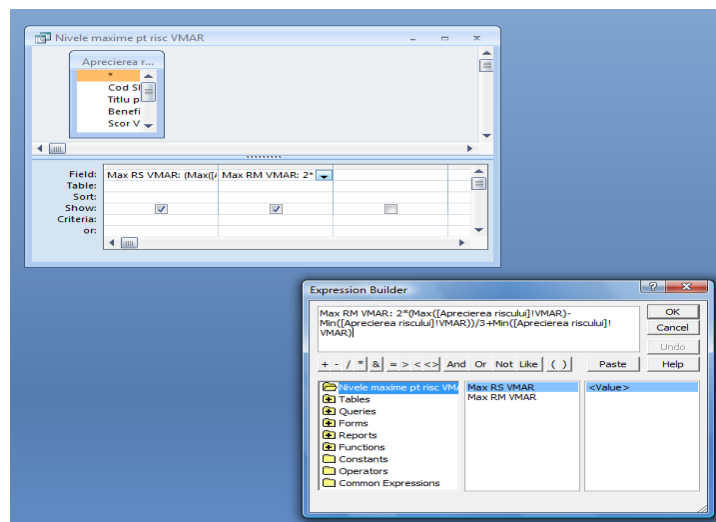 Nivele maxime pt risc VMAR
Aprecierea r...
*
Cod
Titlu p
Benefi
Scor V
Field: Max RS VMAR: (Max([ Max RM VMAR: 2*
Table:
Sort:
Show:
Criteria:
or:
Expression Builder
Max RM VMAR: 2*(Max([Aprecierea riscului]!VMAR)-
Min([Aprecierea riscului]!VMAR))/3+Min([Aprecierea riscului]!
VMAR)
OK
Cancel
Undo
+ - / * & = > < <> And Or Not Like ( ) Paste Help
Nivele maxime pt risc Max RS VMAR <Value>
Tables Max RM VMAR
Queries
Forms
Reports
Functions
Constants
Operators
Common Expressions